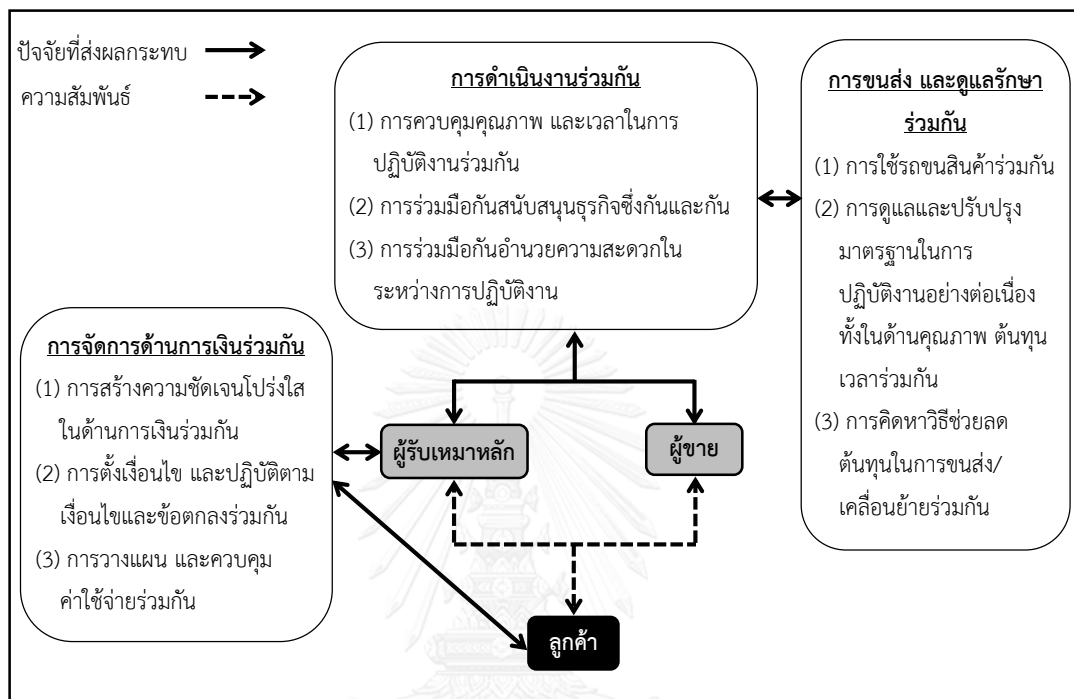 ปัจจัยที่ส่งผลกระทบ
ความสัมพันธ์
การดำเนินงานร่วมกัน
(1) การควบคุมคุณภาพ และเวลาในการ
ปฏิบัติงานร่วมกัน
(2) การร่วมมือกันสนับสนุนธุรกิจซึ่งกันและกัน
(3) การร่วมมือกันอำนวยความสะดวกใน
ระหว่างการปฏิบัติงาน
การขนส่ง และดูแลรักษา
ร่วมกัน
(1) การใช้รถขนสินค้าร่วมกัน
(2) การดูแลและปรับปรุง
มาตรฐานในการ
ปฏิบัติงานอย่างต่อเนื่อง
ทั้งในด้านคุณภาพ ต้นทุน
เวลาร่วมกัน
(3) การคิดหาวิธีช่วยลด
ต้นทุนในการขนส่ง/
เคลื่อนย้ายร่วมกัน
การจัดการด้านการเงินร่วมกัน
(1) การสร้างความชัดเจนโปร่งใส
ในด้านการเงินร่วมกัน
(2) การตั้งเงื่อนไข และปฏิบัติตาม
เงื่อนไขและข้อตกลงร่วมกัน
(3) การวางแผน และควบคุม
ค่าใช้จ่ายร่วมกัน
ผู้รับเหมาหลัก
ผู้ขาย
ลูกค้า